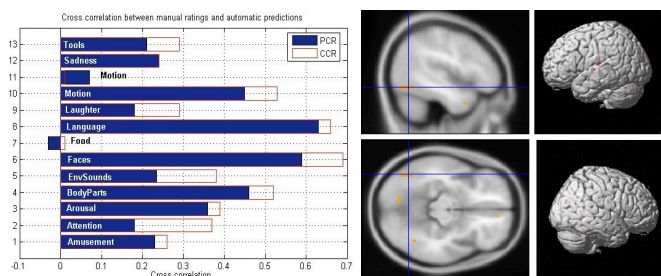 Cross correlation between manual ratings and automatic predictions
PCR
CCR
13 Tools
12 Sadness
11 Motion
10 Motion
9 Laughter
8 Language
7 Food
6 Faces
5 EnvSounds
4 BodyParts
3 Arousal
2 Attention
1 Amusement
-0.1 0 0.1 0.2 0.3 0.4 0.5 0.6 0.7
Cross correlation